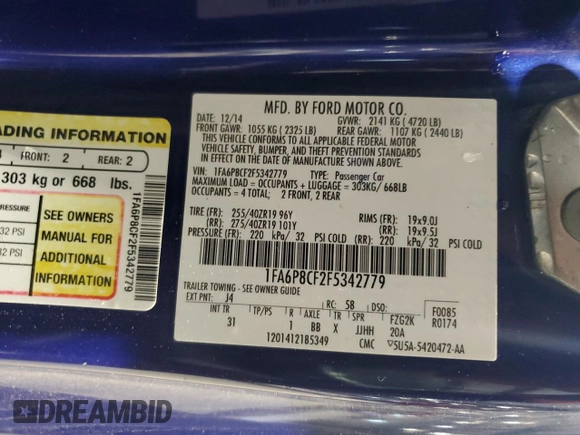 ADING INFORMATION
FRONT: 2 REAR: 2
303 kg or 668 lbs.
PRESSURE
32 PSI
32 PSI
SEE OWNERS
MANUAL FOR
ADDITIONAL
INFORMATION
1FA6P8CF2F5342779
MFD. BY FORD MOTOR CO.
DATE: 12/14 GVWR: 2141 KG ( 4720 LB)
FRONT GAWR: 1055 KG ( 2325 LB) REAR GAWR: 1107 KG ( 2440 LB)
THIS VEHICLE CONFORMS TO ALL APPLICABLE FEDERAL MOTOR
VEHICLE SAFETY, BUMPER, AND THEFT PREVENTION STANDARDS IN
EFFECT ON THE DATE OF MANUFACTURE SHOWN ABOVE.
VIN: 1FA6P8CF2F5342779 TYPE: Passenger Car
MAXIMUM LOAD = OCCUPANTS + LUGGAGE = 303KG/ 668LB
OCCUPANTS = 4 TOTAL: 2 FRONT, 2 REAR
TIRE (FR): 255/40ZR19 96Y RIMS (FR): 19x9.0J
(RR): 275/40ZR19 101Y (RR): 19x9.5J
PRESSURE (FR): 220 kPa/ 32 PSI COLD (RR): 220 kPa/ 32 PSI COLD
1FA6P8CF2F5342779
TRAILER TOWING - SEE OWNER GUIDE
EXT PNT: J4 RC: 58 DSO: F0085
INT TR TP/PS R AXLE TR SPR FZG2K R0174
31 1 BB X JJHH 20A
1201412185349 CMC 5U5A-5420472-AA
DREAMBID